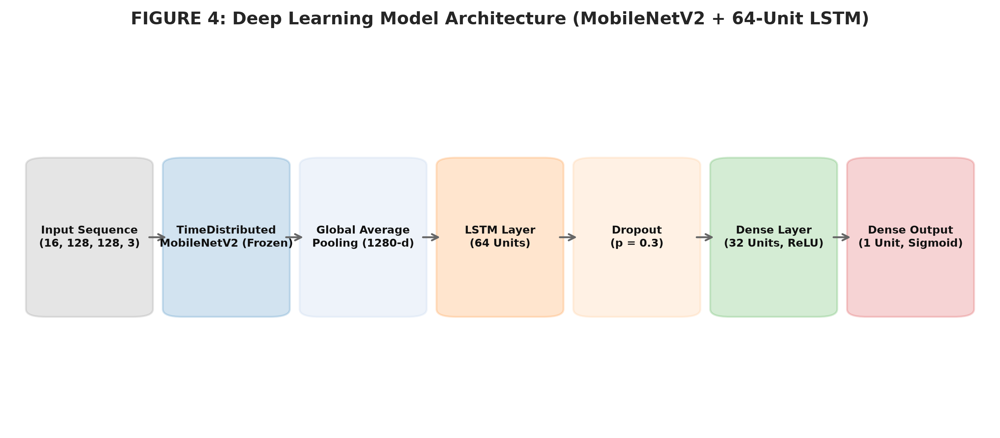 FIGURE 4: Deep Learning Model Architecture (MobileNetV2 + 64-Unit LSTM)
Input Sequence
(16, 128, 128, 3)
TimeDistributed
MobileNetV2 (Frozen)
Global Average
Pooling (1280-d)
LSTM Layer
(64 Units)
Dropout
(p = 0.3)
Dense Layer
(32 Units, ReLU)
Dense Output
(1 Unit, Sigmoid)